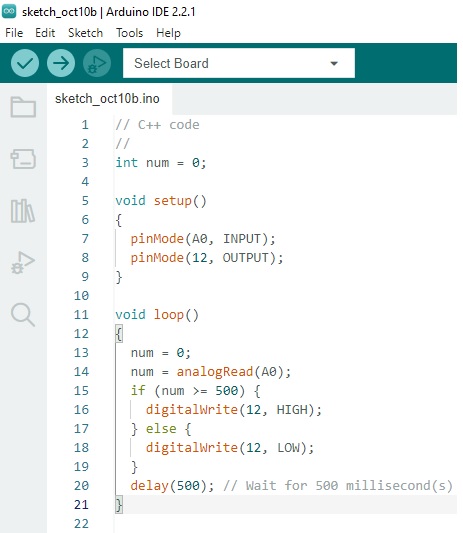 sketch_oct10b | Arduino IDE 2.2.1
File Edit Sketch Tools Help
Select Board
sketch_oct10b.ino
1 // C++ code
2 //
3 int num = 0;
4
5 void setup()
6 {
7 pinMode(A0, INPUT);
8 pinMode(12, OUTPUT);
9 }
10
11 void loop()
12 {
13 num = 0;
14 num = analogRead(A0);
15 if (num >= 500) {
16 digitalWrite(12, HIGH);
17 } else {
18 digitalWrite(12, LOW);
19 }
20 delay(500); // Wait for 500 millisecond(s)
21 }
22